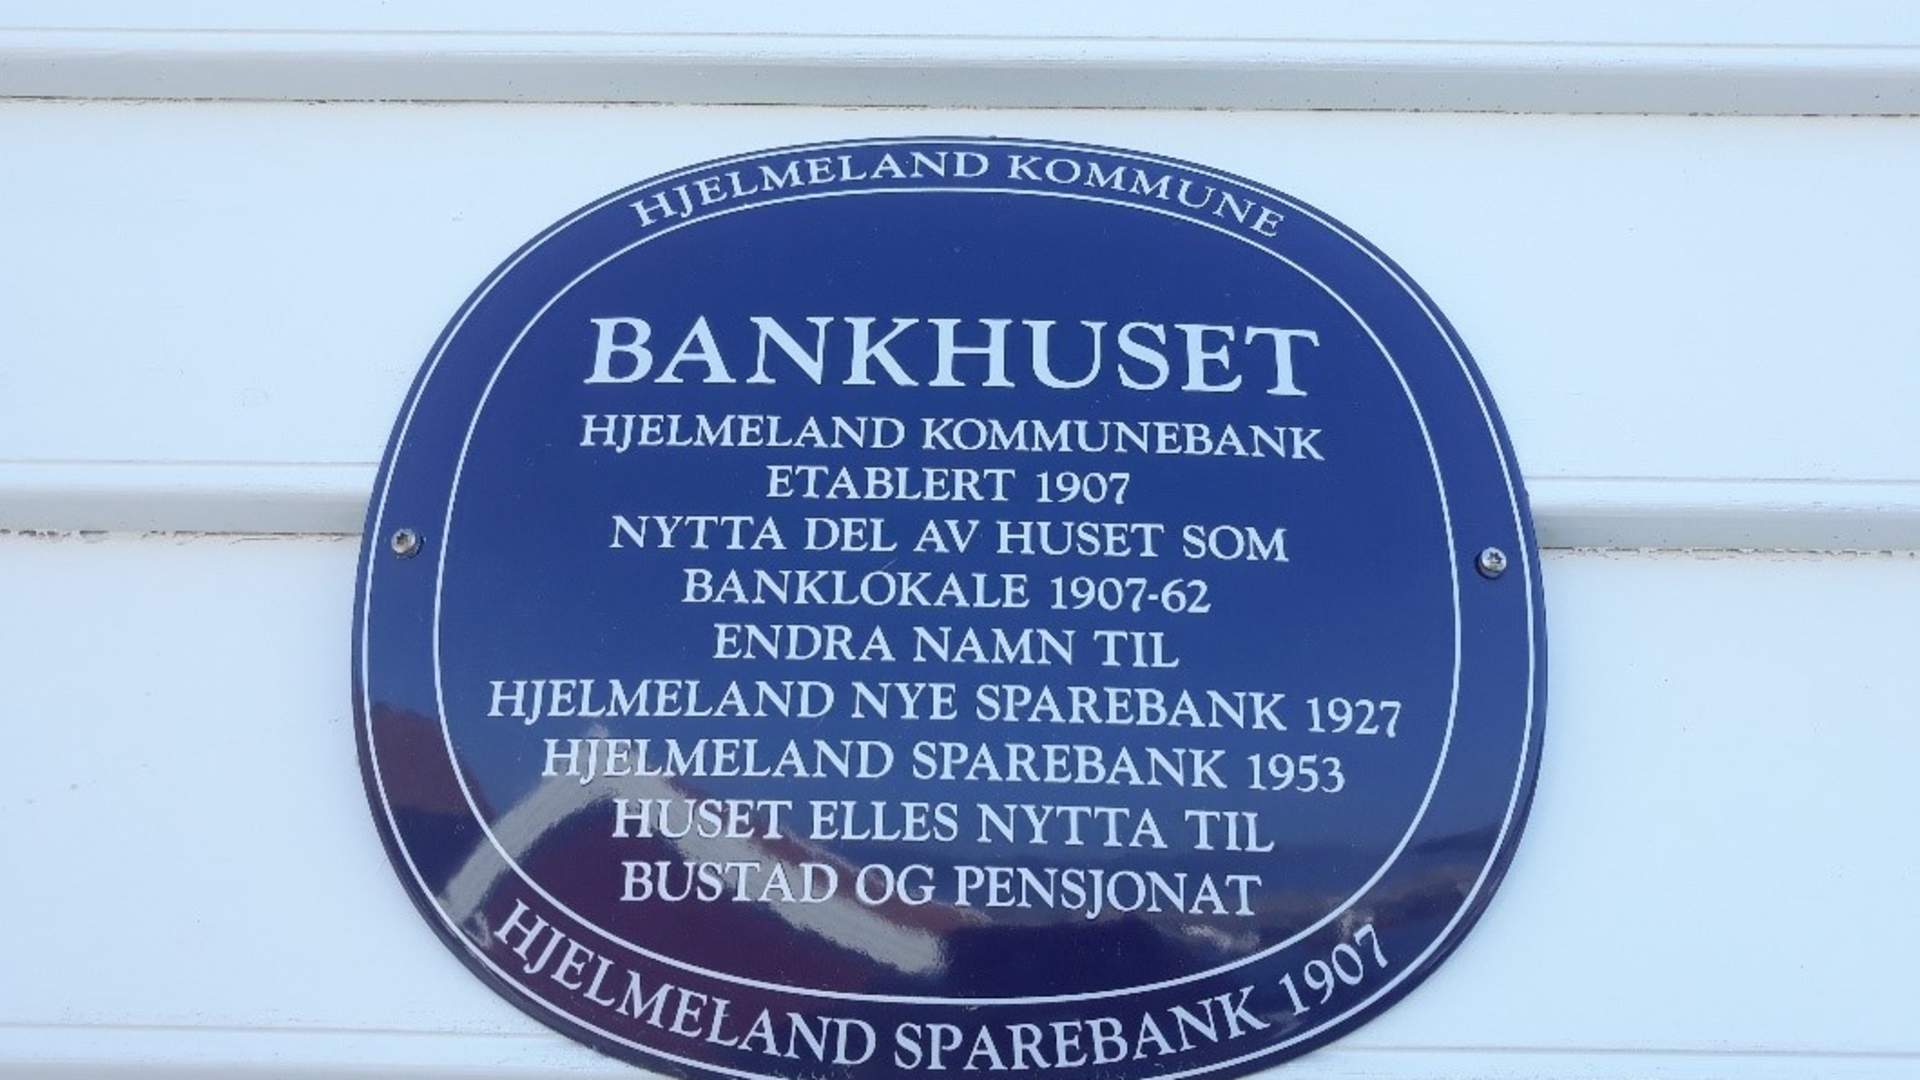 HJELMELAND KOMMUNE
BANKHUSET
HJELMELAND KOMMUNEBANK
ETABLERT 1907
NYTTA DEL AV HUSET SOM
BANKLOKALE 1907-62
ENDRA NAMN TIL
HJELMELAND NYE SPAREBANK 1927
HJELMELAND SPAREBANK 1953
HUSET ELLES NYTTA TIL
BUSTAD OG PENSJONAT
HJELMELAND SPAREBANK 1907